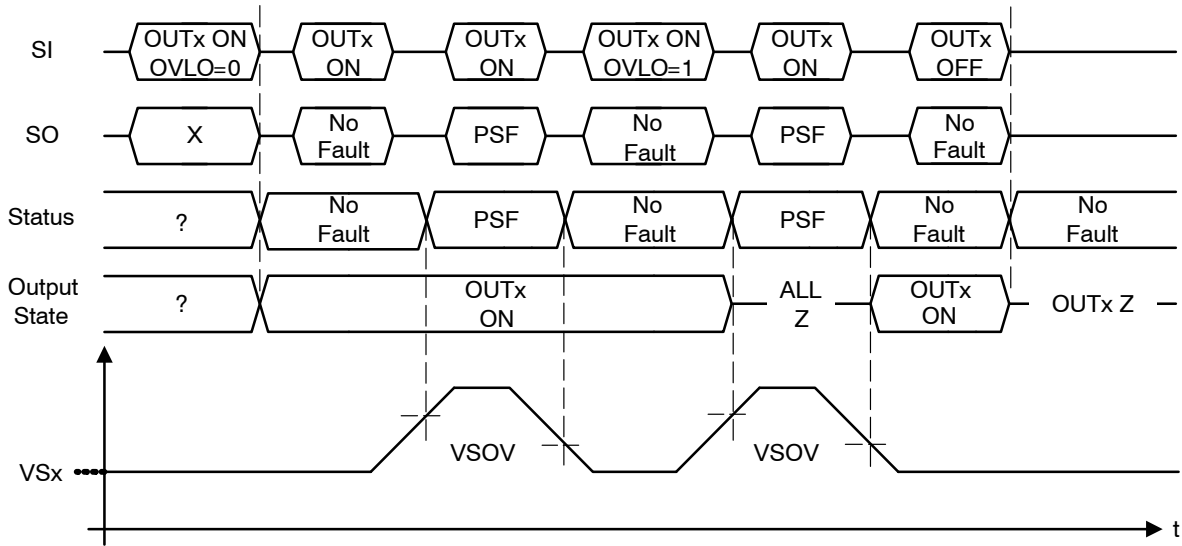 SI
OUTx ON
OVLO=0
OUTx
ON
OUTx
ON
OUTx ON
OVLO=1
OUTx
ON
OUTx
OFF
SO
X
No
Fault
PSF
No
Fault
PSF
No
Fault
Status
?
No
Fault
PSF
No
Fault
PSF
No
Fault
No
Fault
Output
State
?
OUTx
ON
ALL
Z
OUTx
ON
OUTx Z
VSOV
VSOV
VSx
t